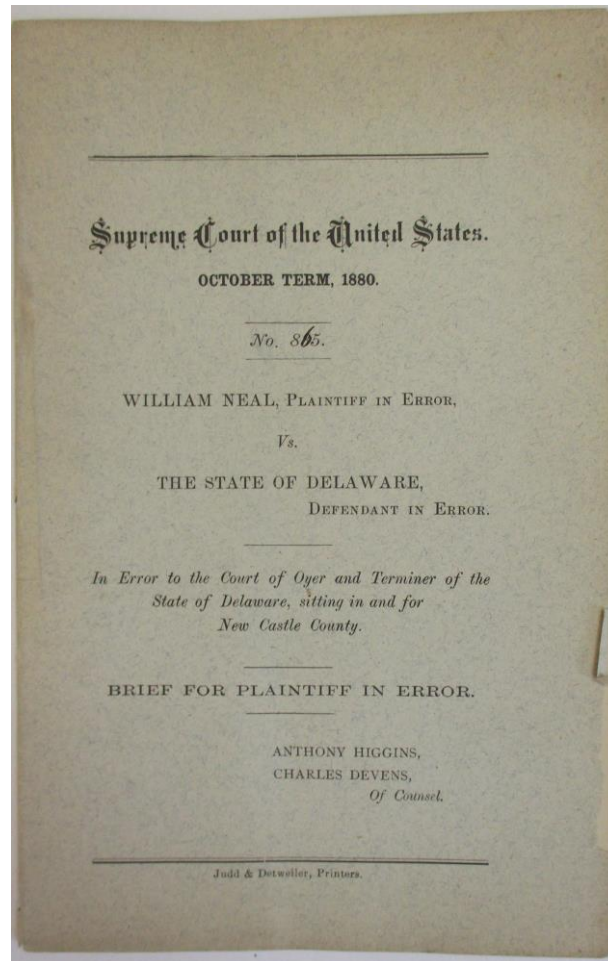 Supreme Court of the United States.
OCTOBER TERM, 1880.
No. 865.
WILLIAM NEAL, PLAINTIFF IN ERROR,
Vs.
THE STATE OF DELAWARE,
DEFENDANT IN ERROR.
In Error to the Court of Oyer and Terminer of the
State of Delaware, sitting in and for
New Castle County.
BRIEF FOR PLAINTIFF IN ERROR.
ANTHONY HIGGINS,
CHARLES DEVENS,
Of Counsel.
Judd & Detweiler, Printers.